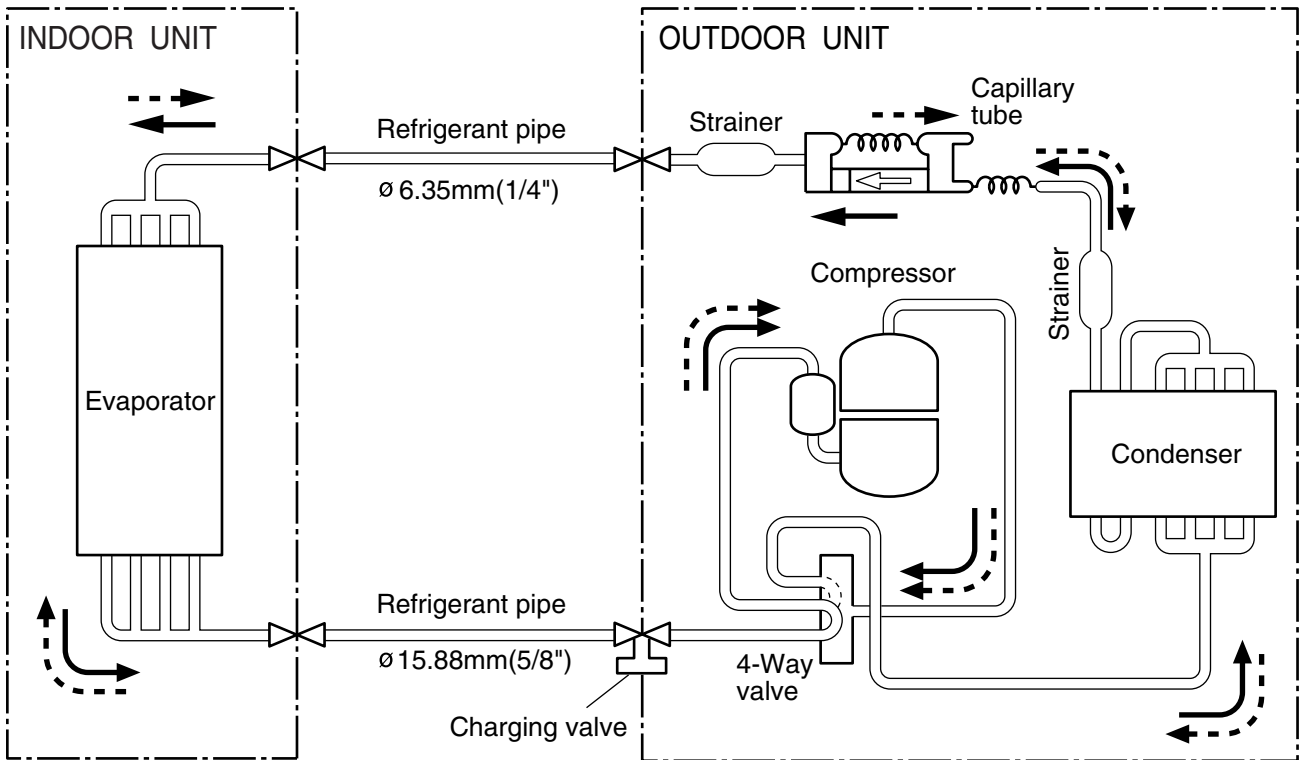 INDOOR UNIT
OUTDOOR UNIT
Capillary
tube
Strainer
Refrigerant pipe
ø 6.35mm(1/4")
Strainer
Compressor
Evaporator
Condenser
Refrigerant pipe
ø 15.88mm(5/8")
4-Way
valve
Charging valve